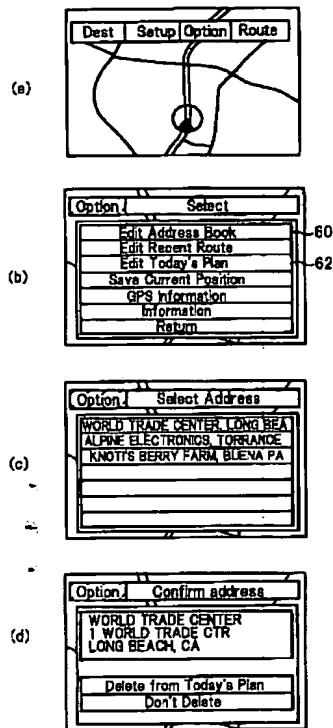 Dest Setup Option Route
(a)
Option Select
Edit Address Book
60
Edit Recent Route
Edit Today's Plan
62
Save Current Position
GPS Information
Information
Return
(b)
Option Select Address
WORLD TRADE CENTER, LONG BEA
ALPINE ELECTRONICS, TORRANCE
KNOTT'S BERRY FARM, BUENA PA
(c)
Option Confirm address
WORLD TRADE CENTER
1 WORLD TRADE CTR
LONG BEACH, CA
(d)
Delete from Today's Plan
Don't Delete